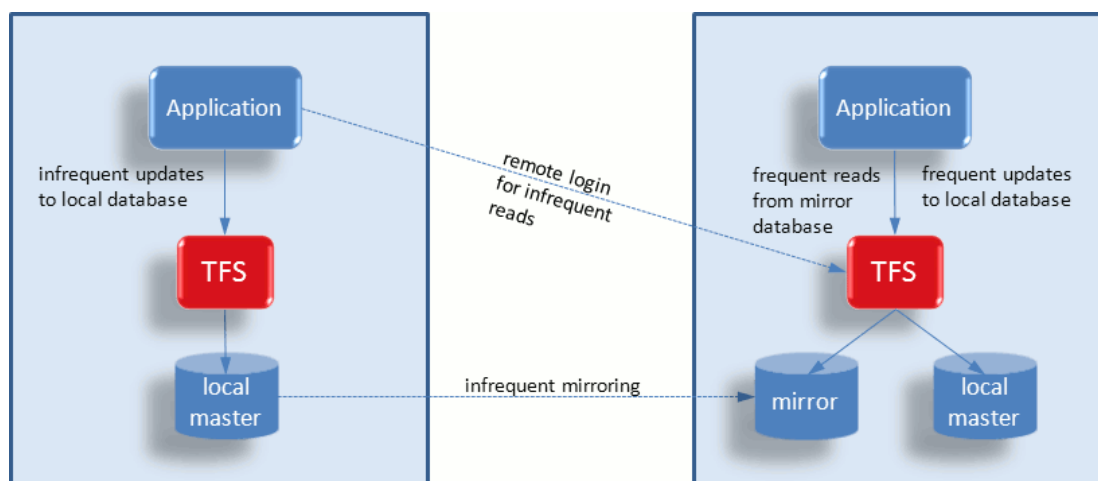 Application
infrequent updates
to local database
TFS
local
master
remote login
for infrequent
reads
infrequent mirroring
Application
frequent reads
from mirror
database
frequent updates
to local database
TFS
mirror
local
master